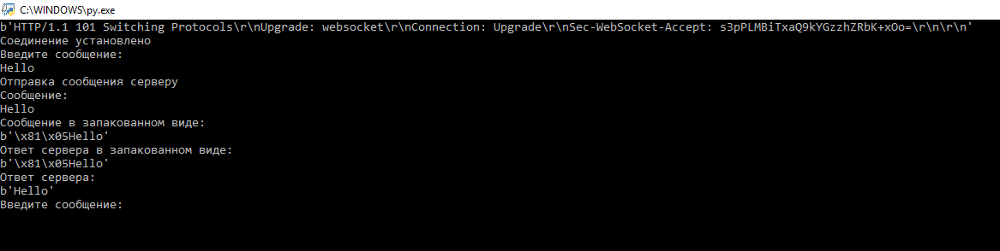 C:\WINDOWS\py.exe
b'HTTP/1.1 101 Switching Protocols\r\nUpgrade: websocket\r\nConnection: Upgrade\r\nSec-WebSocket-Accept: s3pPLMBiTxaQ9kYGzzhZRbK+xOo=\r\n\r\n'
Соединение установлено
Введите сообщение:
Hello
Отправка сообщения серверу
Сообщение:
Hello
Сообщение в запакованном виде:
b'\x81\x05Hello'
Ответ сервера в запакованном виде:
b'\x81\x05Hello'
Ответ сервера:
b'Hello'
Введите сообщение: